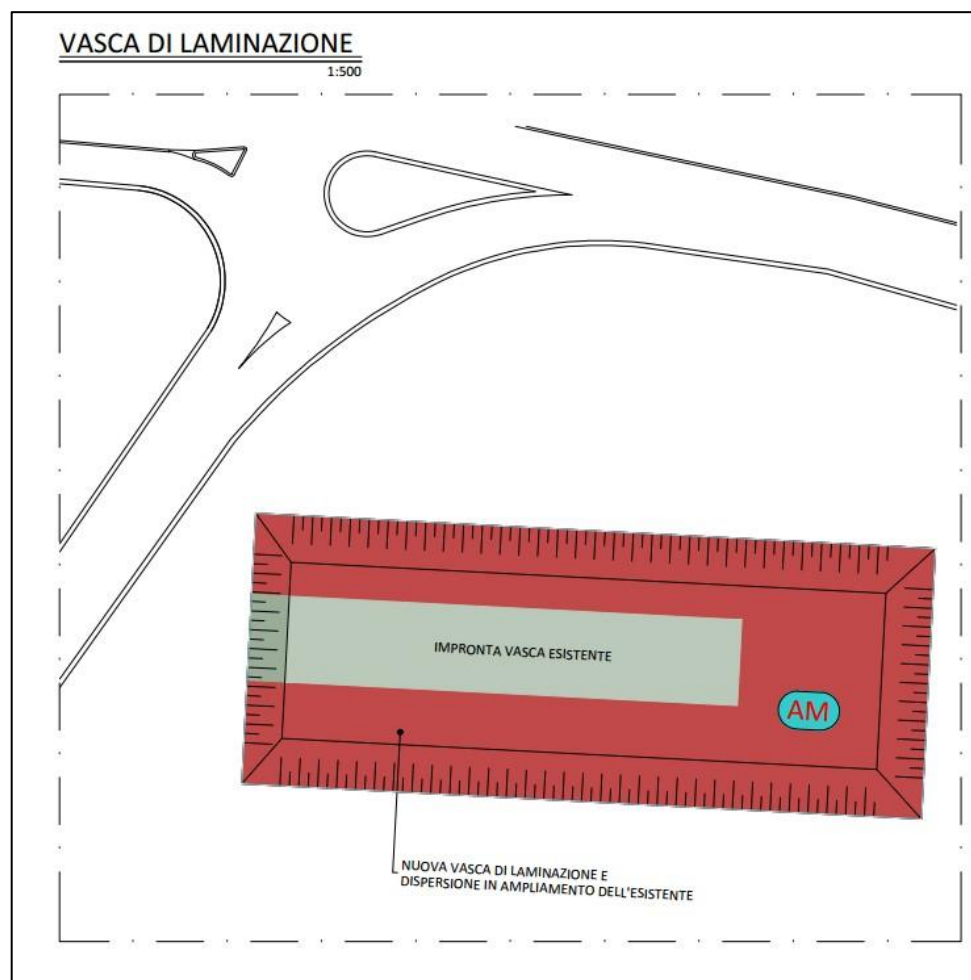 VASCA DI LAMINAZIONE
1:500
IMPRONTA VASCA ESISTENTE
AM
NUOVA VASCA DI LAMINAZIONE E
DISPERSIONE IN AMPLIAMENTO DELL'ESISTENTE